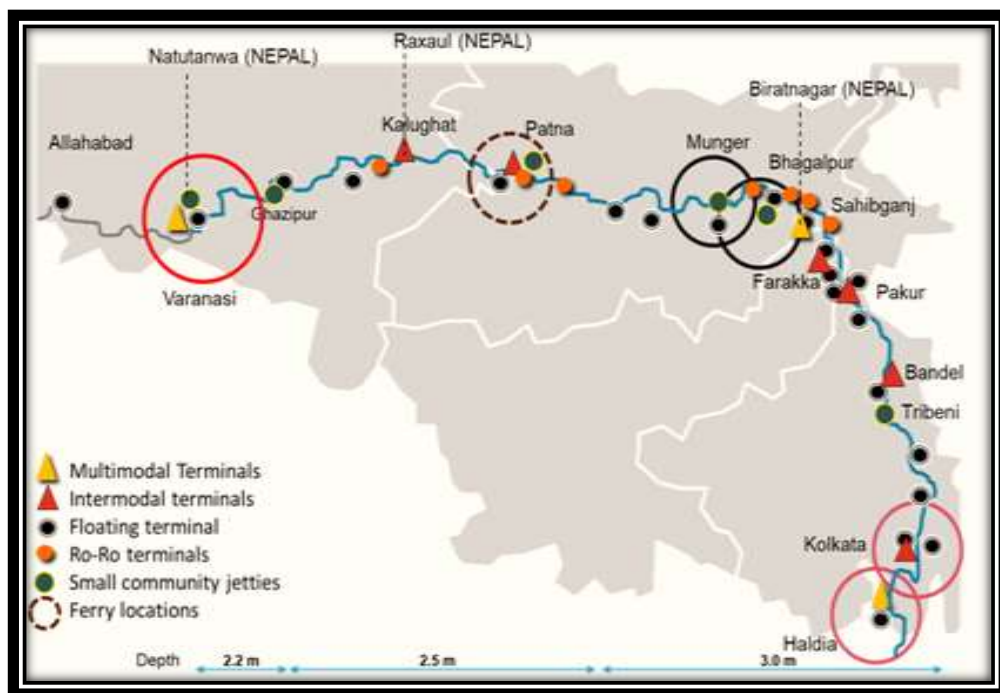 Raxaul (NEPAL)
Natutanwa (NEPAL)
Biratnagar (NEPAL)
Allahabad
Kalughat
Patna
Munger
Bhagalpur
Ghazipur
Sahibganj
Varanasi
Farakka
Pakur
Bandel
Tribeni
Multimodal Terminals
Intermodal terminals
Floating terminal
Ro-Ro terminals
Small community jetties
Ferry locations
Kolkata
Haldia
Depth 2.2 m 2.5 m 3.0 m